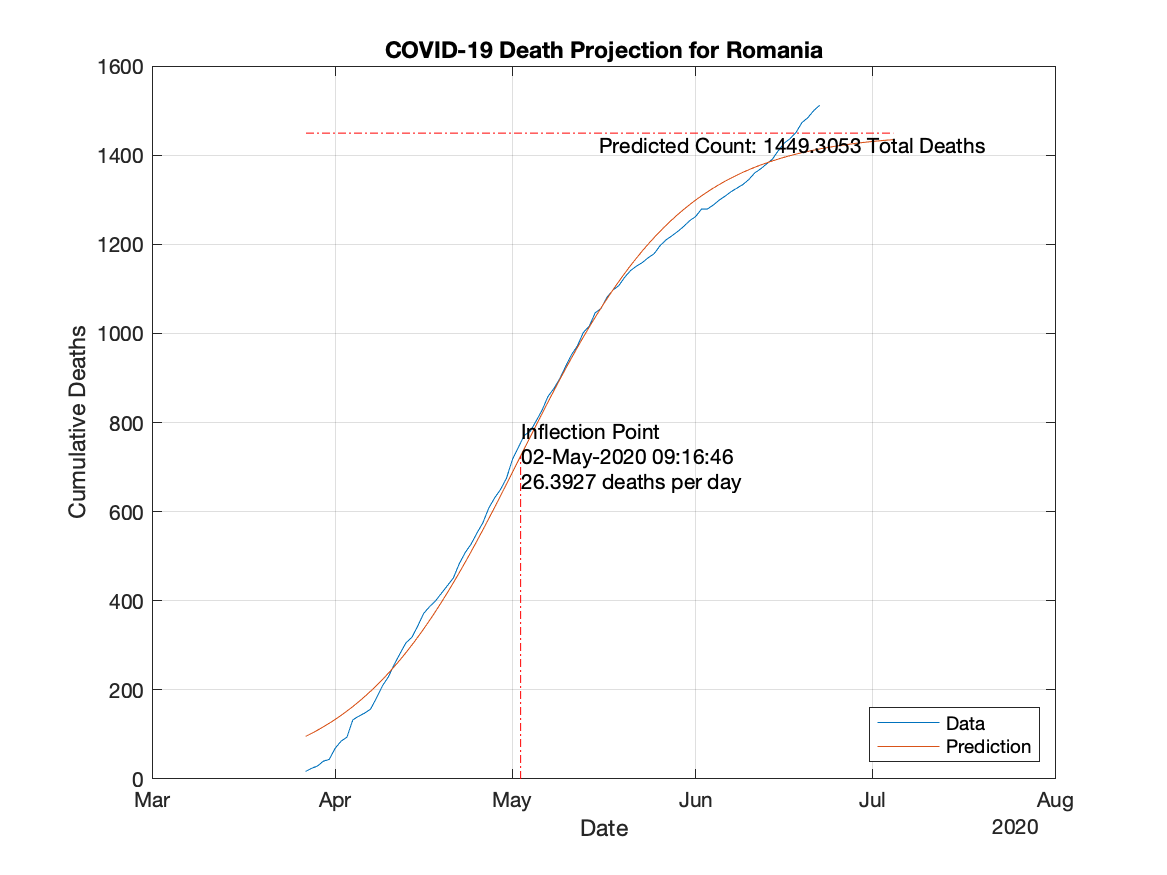 COVID-19 Death Projection for Romania
1600
1400
1200
1000
800
600
400
200
0
Cumulative Deaths
Predicted Count: 1449.3053 Total Deaths
Inflection Point
02-May-2020 09:16:46
26.3927 deaths per day
Data
Prediction
Mar Apr May Jun Jul Aug
Date
2020